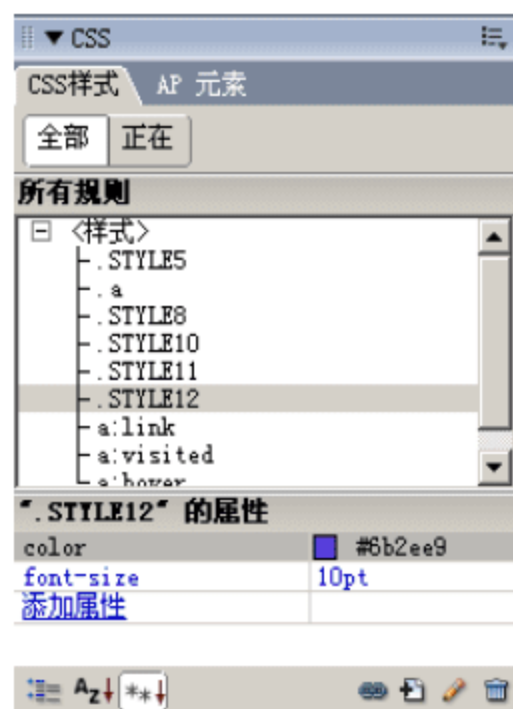 CSS
CSS样式 AP 元素
全部 正在
所有规则
<样式>
.STYLE5
.a
.STYLE8
.STYLE10
.STYLE11
.STYLE12
a:link
a:visited
a:hover
".STYLE12" 的属性
color #6b2ee9
font-size 10pt
添加属性
Az **